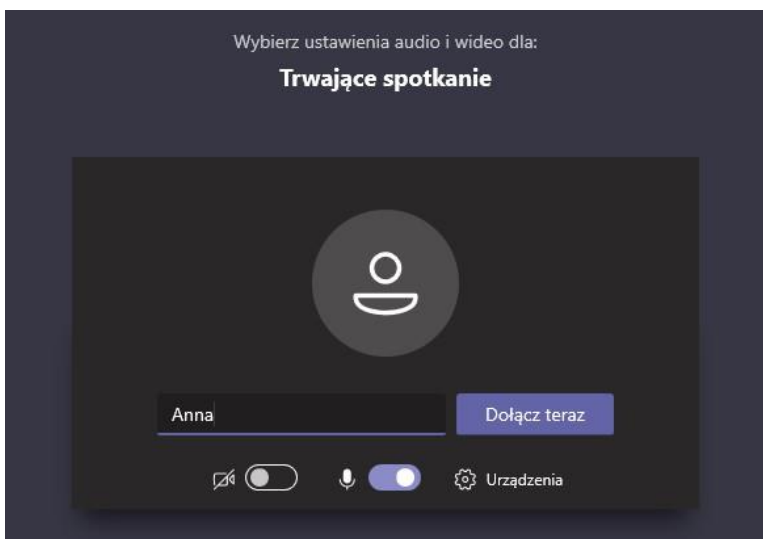 Wybierz ustawienia audio i wideo dla:
Trwające spotkanie
Anna
Dołącz teraz
Urządzenia